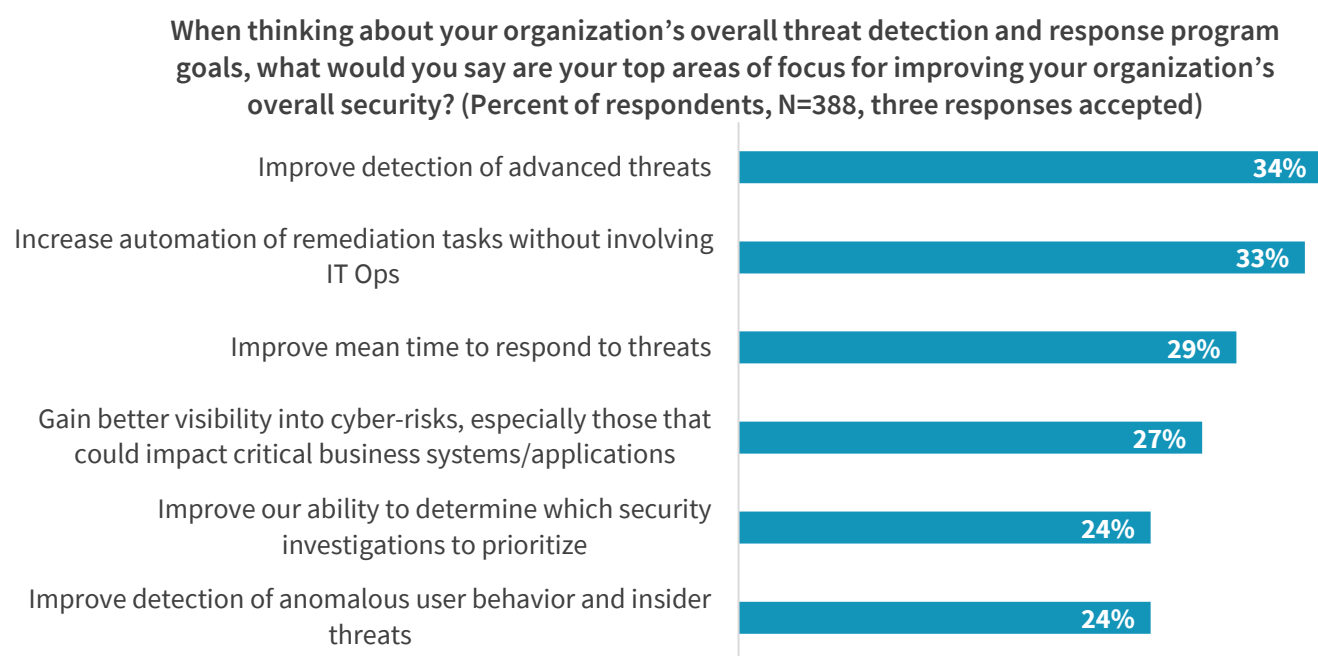 When thinking about your organization’s overall threat detection and response program
goals, what would you say are your top areas of focus for improving your organization’s
overall security? (Percent of respondents, N=388, three responses accepted)
Improve detection of advanced threats
34%
Increase automation of remediation tasks without involving
IT Ops
33%
Improve mean time to respond to threats
29%
Gain better visibility into cyber-risks, especially those that
could impact critical business systems/applications
27%
Improve our ability to determine which security
investigations to prioritize
24%
Improve detection of anomalous user behavior and insider
threats
24%